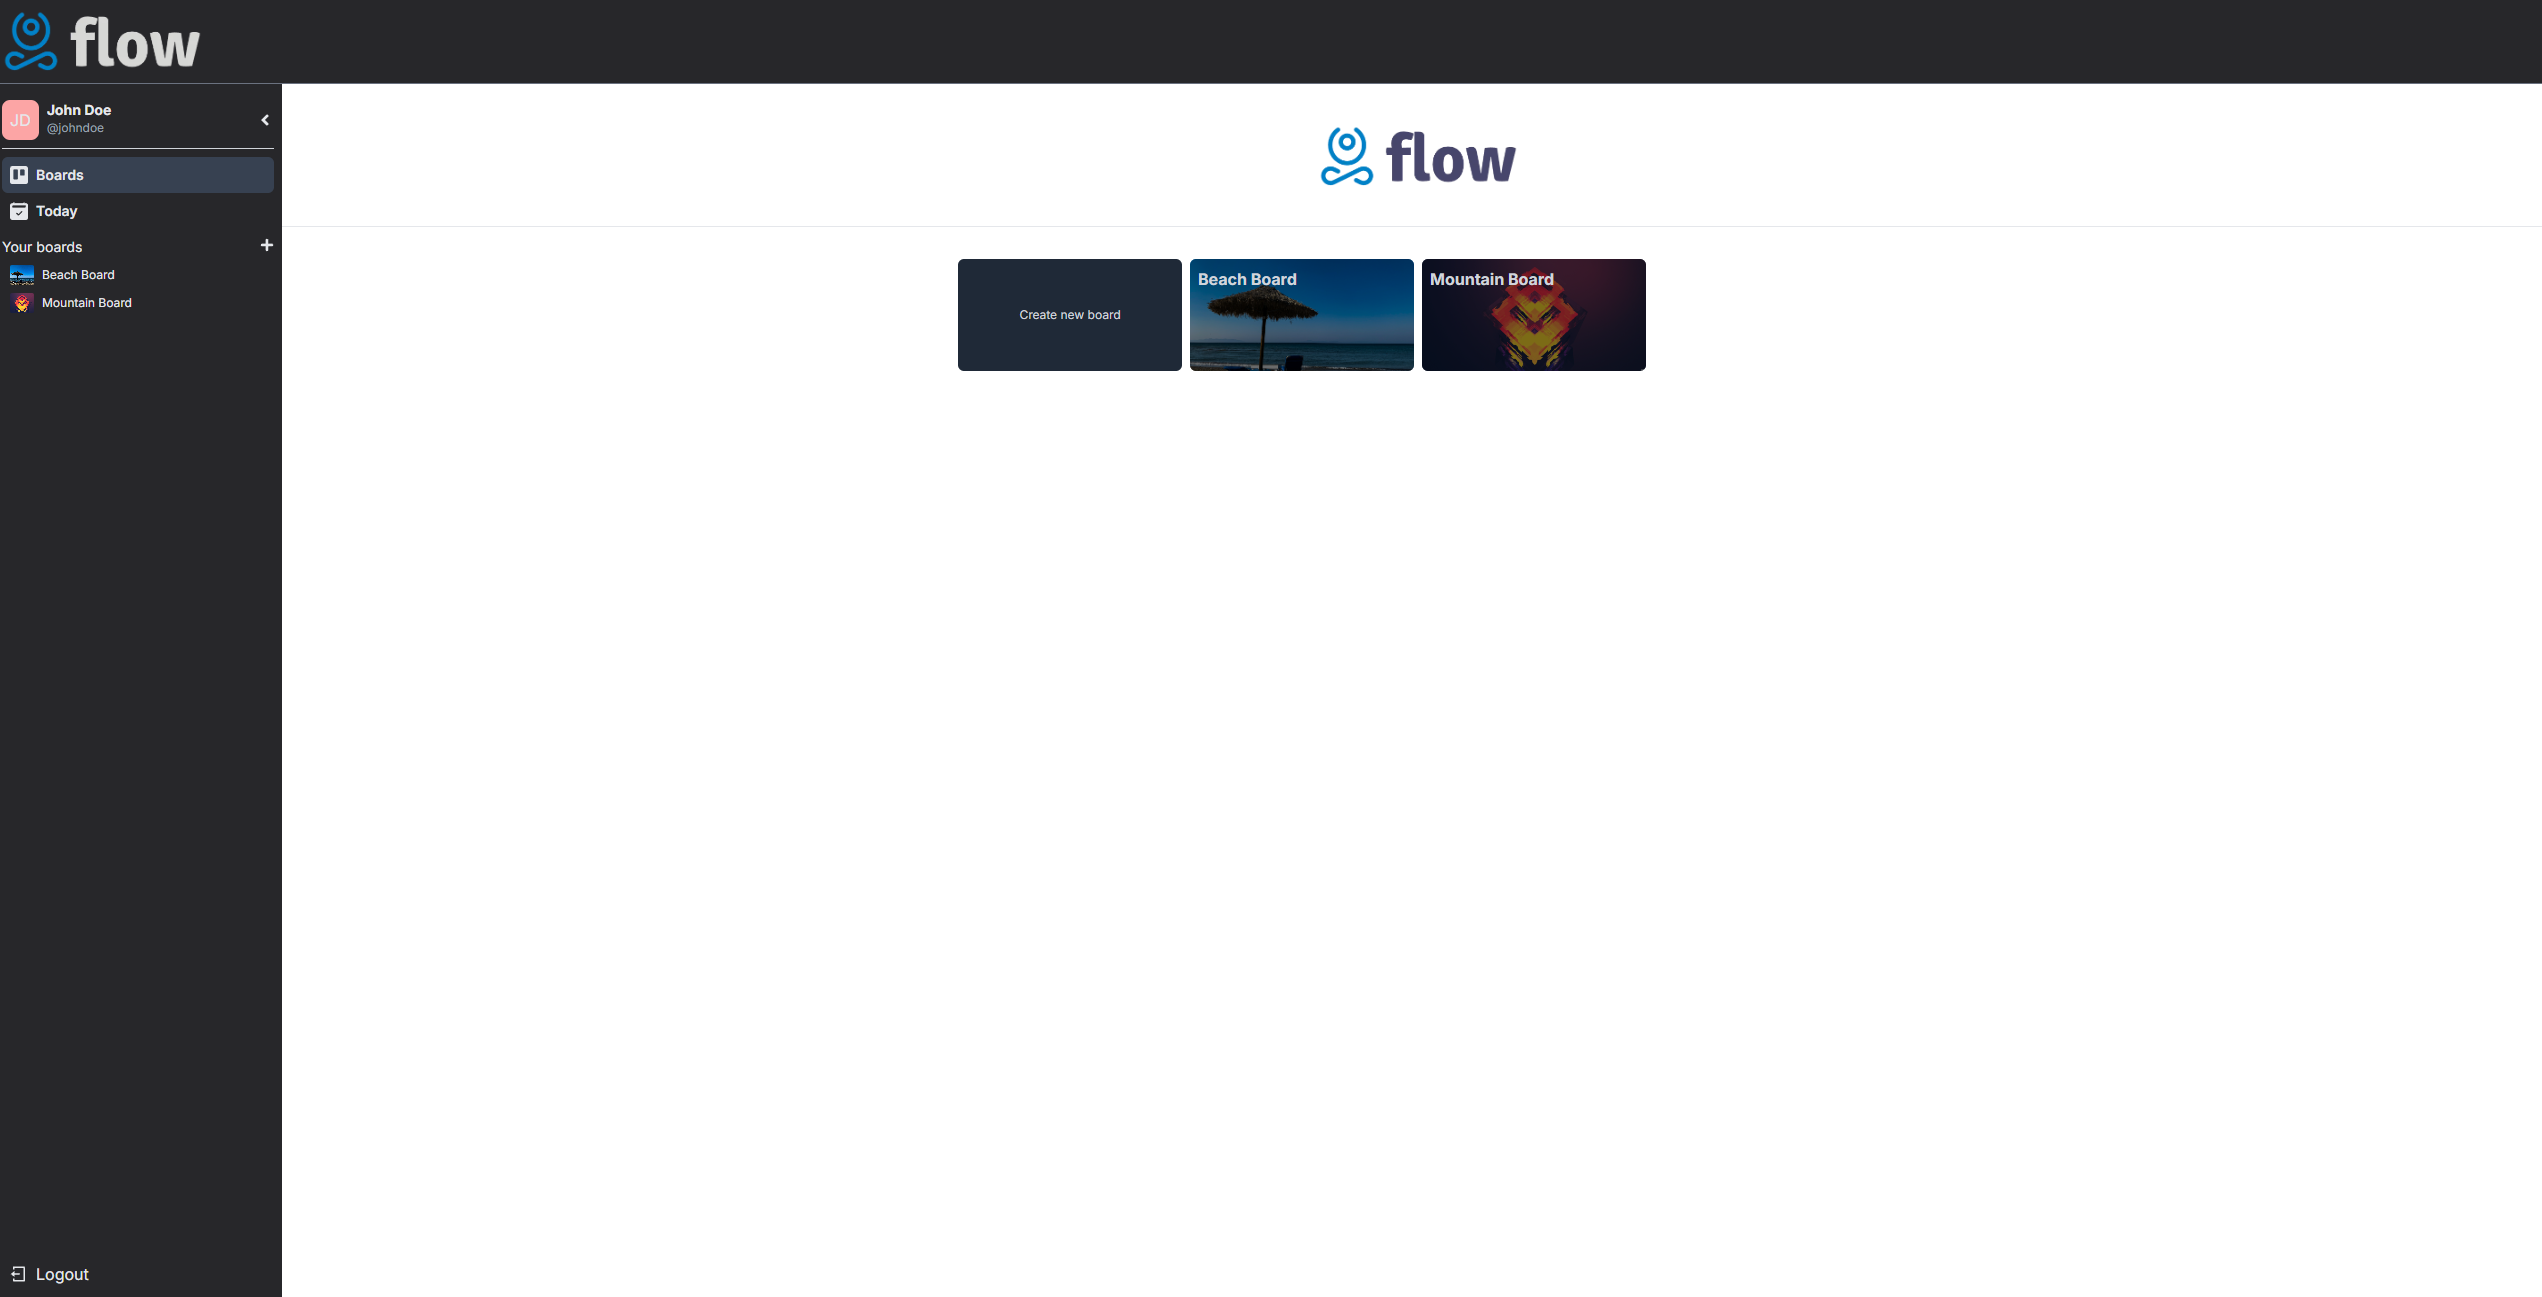 flow
John Doe
@johndoe
JD
Boards
Today
Your boards
Beach Board
Mountain Board
Logout
flow
Create new board
Beach Board
Mountain Board